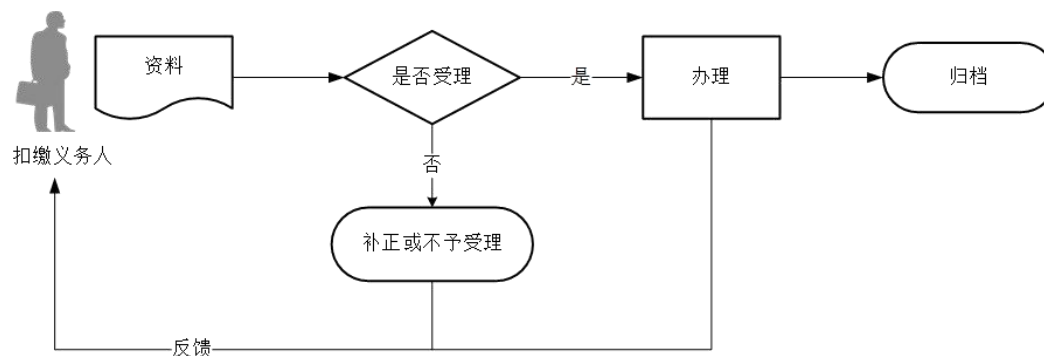 资料
是否受理
是
办理
归档
扣缴义务人
否
补正或不予受理
反馈